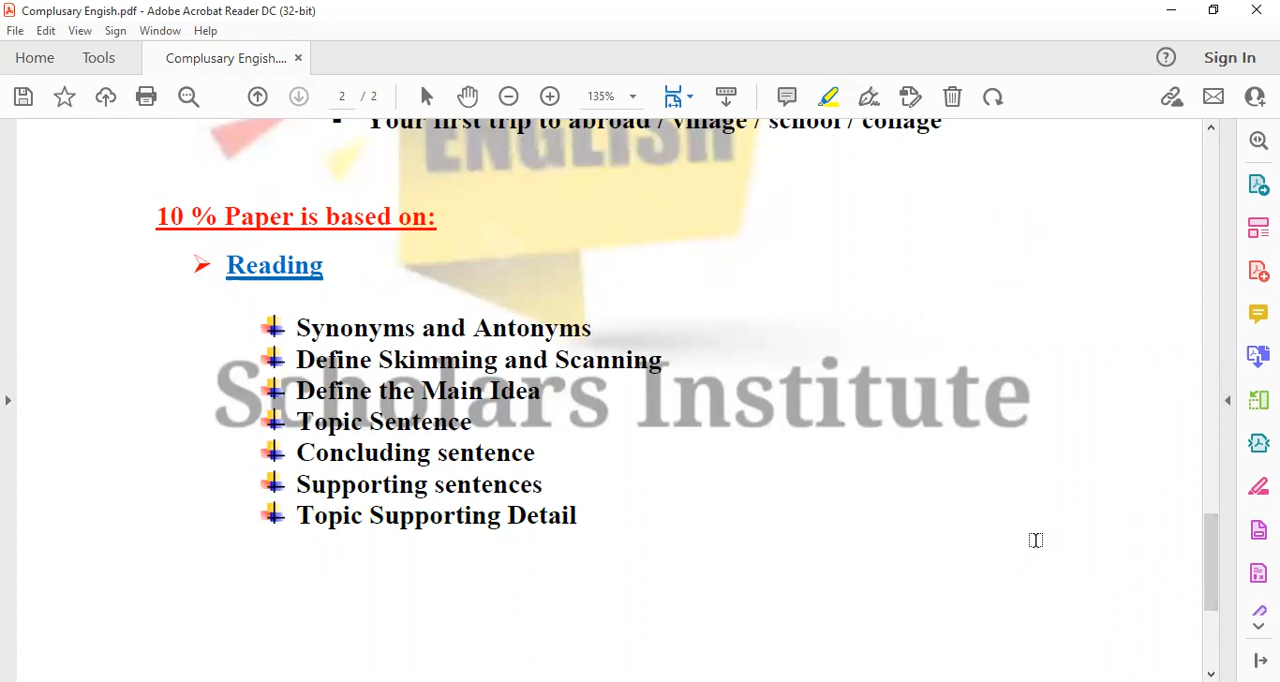 Complusary Engish.pdf - Adobe Acrobat Reader DC (32-bit)
File Edit View Sign Window Help
Home Tools Complusary Engish.... × Sign In
2 / 2 135%
- Your first trip to abroad / village / school / collage
ENGLISH
10 % Paper is based on:
Reading
Synonyms and Antonyms
Define Skimming and Scanning
Define the Main Idea
Scholars Institute
Topic Sentence
Concluding sentence
Supporting sentences
Topic Supporting Detail